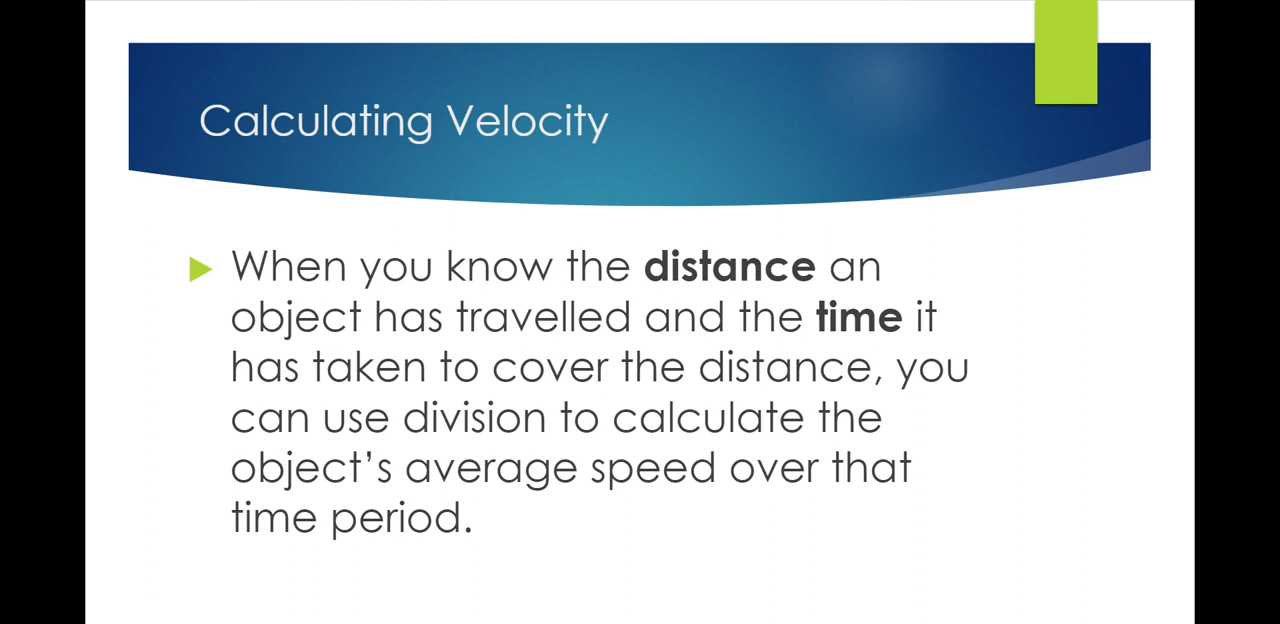 Calculating Velocity
When you know the distance an
object has travelled and the time it
has taken to cover the distance, you
can use division to calculate the
object’s average speed over that
time period.